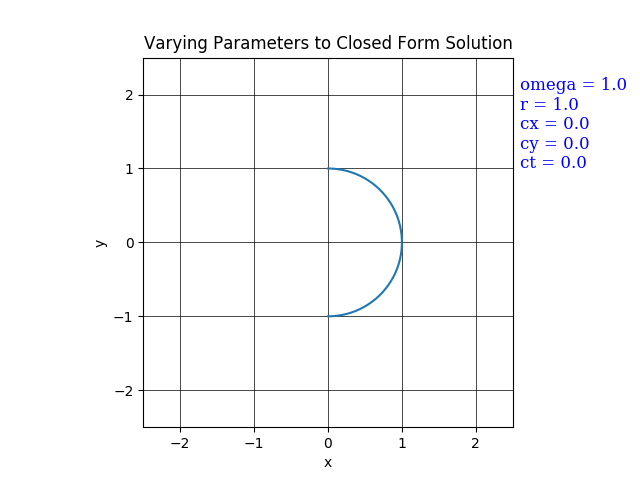 Varying Parameters to Closed Form Solution
omega = 1.0
r = 1.0
cx = 0.0
cy = 0.0
ct = 0.0
2
1
0
−1
−2
y
−2 −1 0 1 2
x